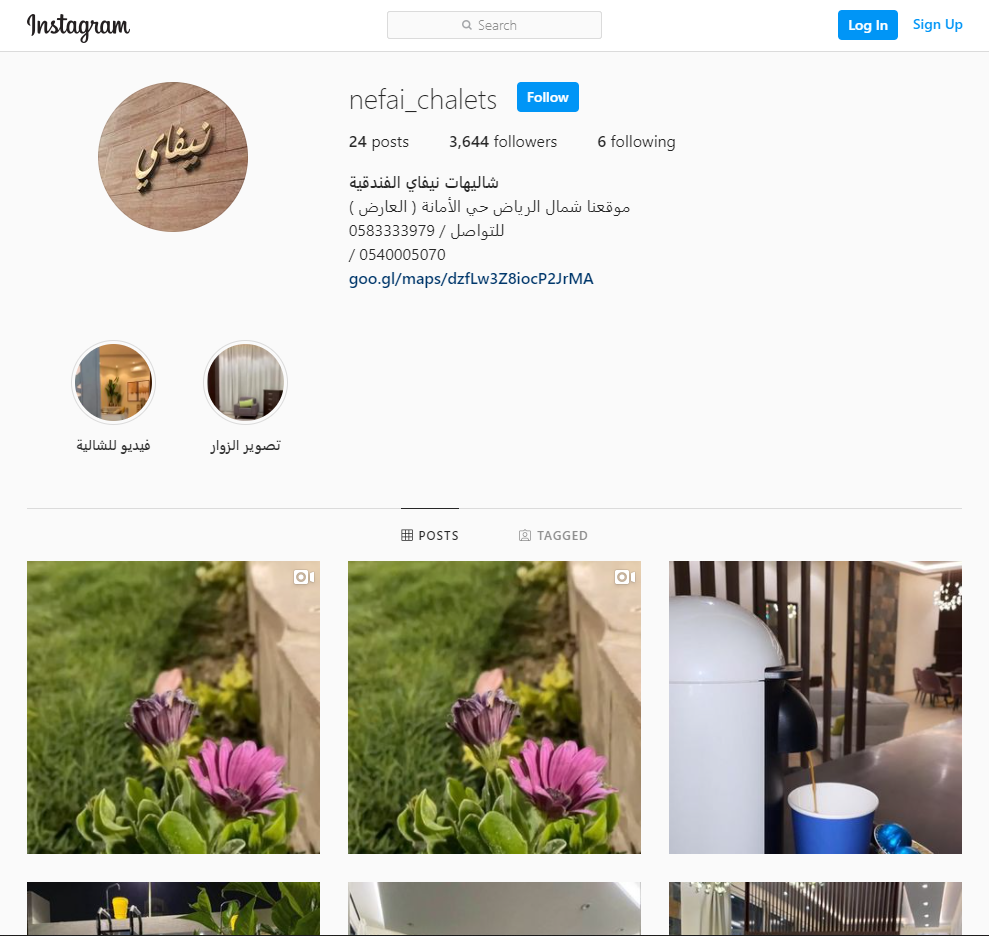 Instagram
Search
Log In
Sign Up
نيفاي
nefai_chalets
Follow
24 posts
3,644 followers
6 following
شاليهات نيفاي الفندقية
موقعنا شمال الرياض حي الأمانة ( العارض )
للتواصل / 0583333979
/ 0540005070
goo.gl/maps/dzfLw3Z8iocP2JrMA
فيديو للشالية
تصوير الزوار
POSTS
TAGGED